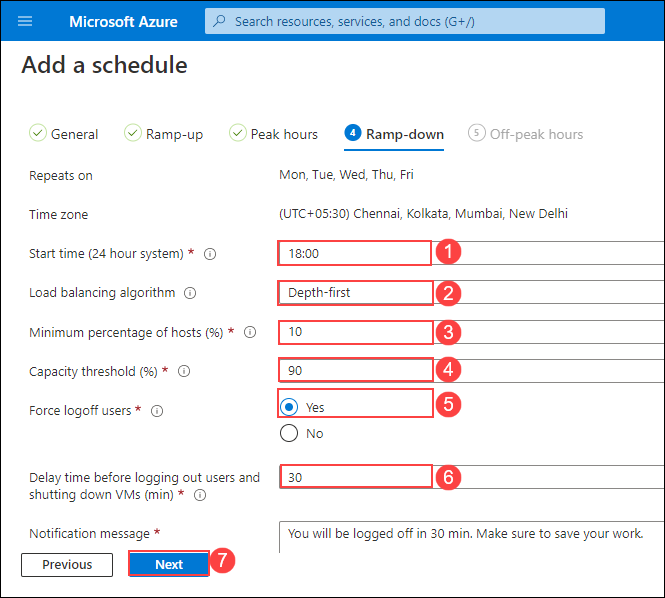 Microsoft Azure
Search resources, services, and docs (G+/)
Add a schedule
General
Ramp-up
Peak hours
4 Ramp-down
5 Off-peak hours
Repeats on Mon, Tue, Wed, Thu, Fri
Time zone (UTC+05:30) Chennai, Kolkata, Mumbai, New Delhi
Start time (24 hour system) * 18:00 1
Load balancing algorithm Depth-first 2
Minimum percentage of hosts (%) * 10 3
Capacity threshold (%) * 90 4
Force logoff users * Yes 5
No
Delay time before logging out users and 30 6
shutting down VMs (min) *
Notification message * You will be logged off in 30 min. Make sure to save your work.
Previous Next 7